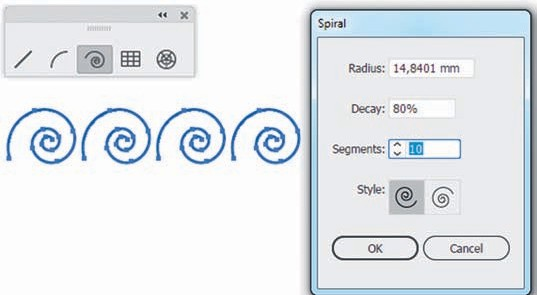 Spiral
Radius: 14,8401 mm
Decay: 80%
Segments: 10
Style:
OK Cancel